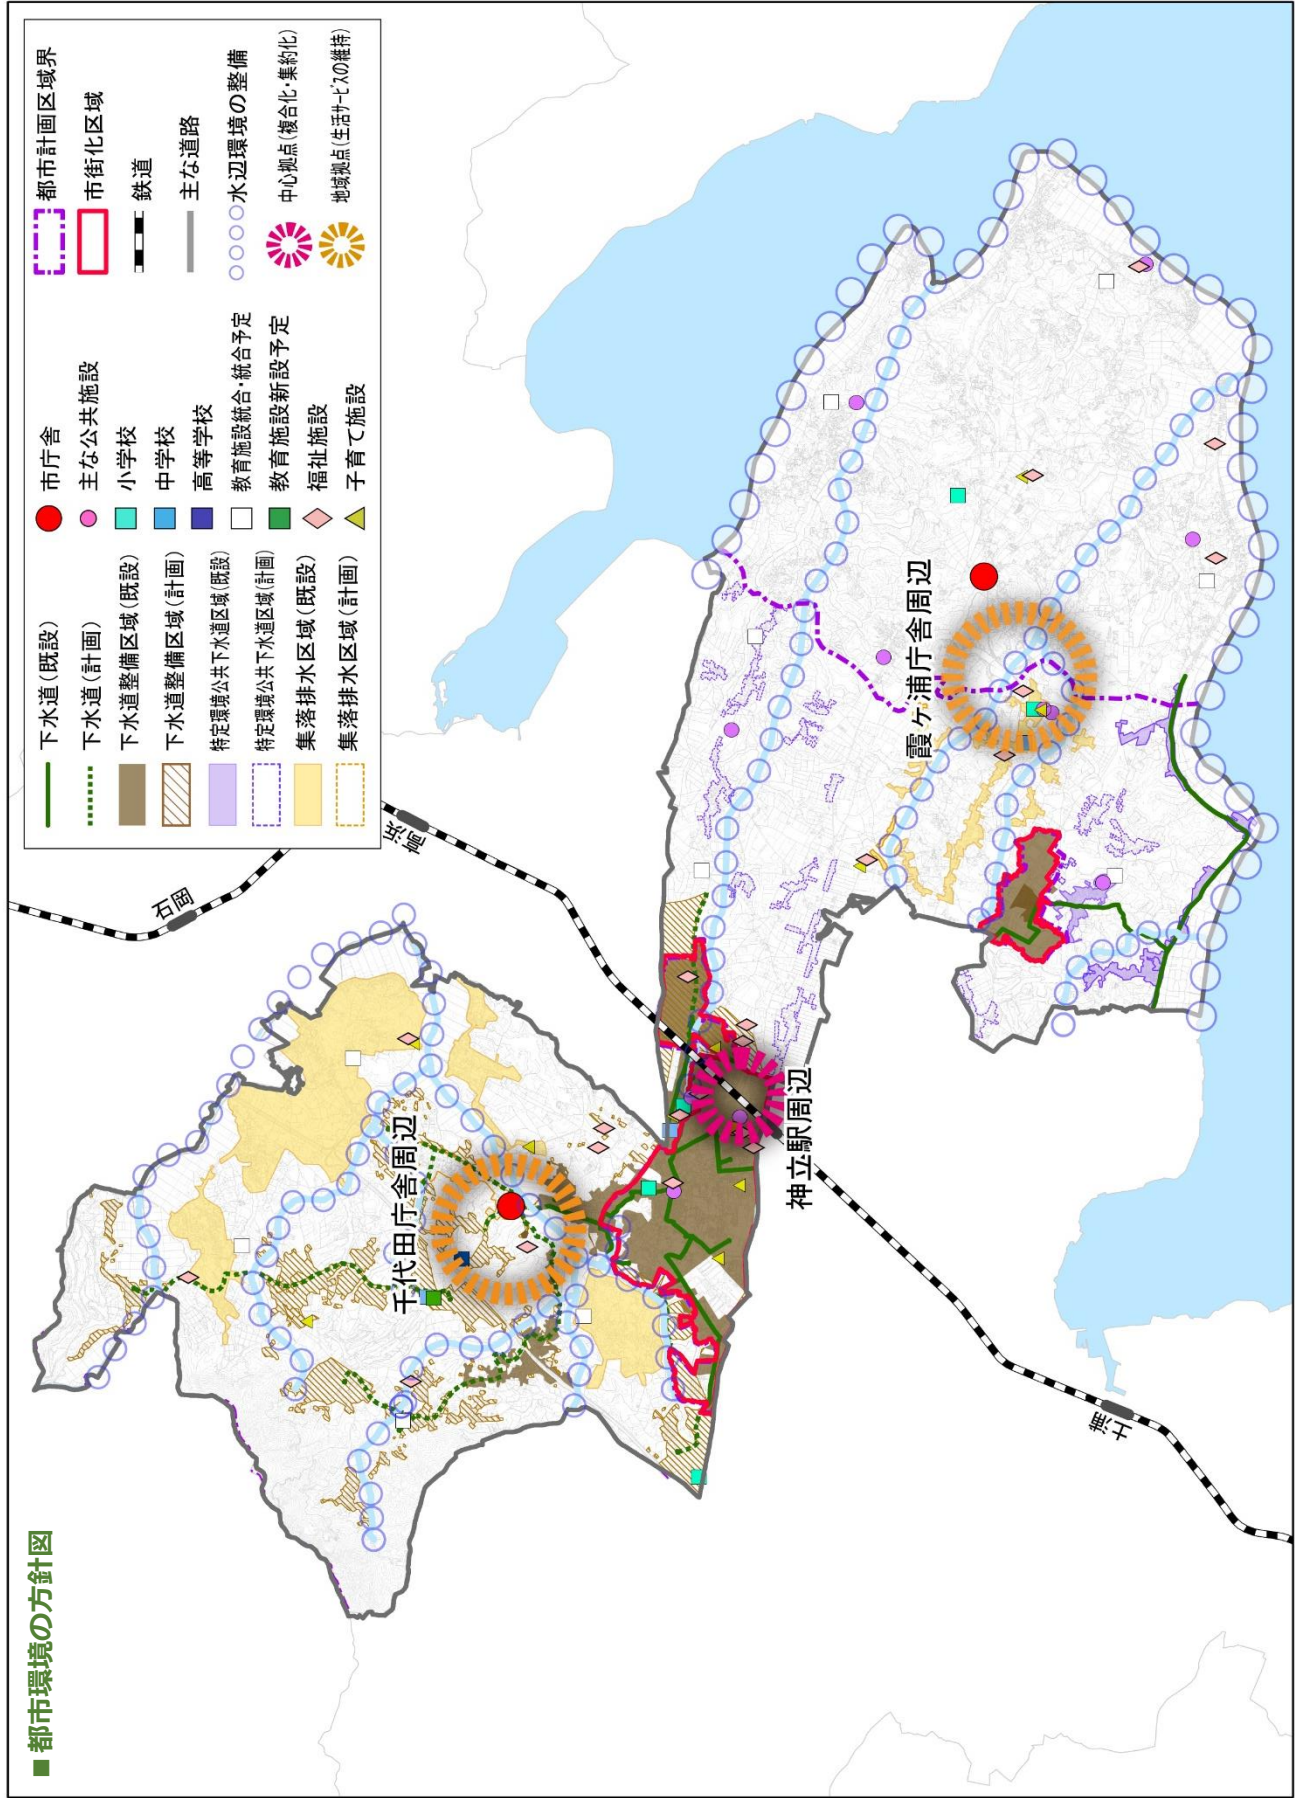 ■ 都市環境の方針図
下水道(既設)
下水道(計画)
下水道整備区域(既設)
下水道整備区域(計画)
特定環境公共下水道区域(既設)
特定環境公共下水道区域(計画)
集落排水区域(既設)
集落排水区域(計画)
市庁舎
主な公共施設
小学校
中学校
高等学校
教育施設統合・統合予定
教育施設新設予定
福祉施設
子育て施設
都市計画区域界
市街化区域
鉄道
主な道路
水辺環境の整備
中心拠点(複合化・集約化)
地域拠点(生活サービスの維持)
石岡
高浜
千代田庁舎周辺
神立駅周辺
霞ヶ浦庁舎周辺
土浦